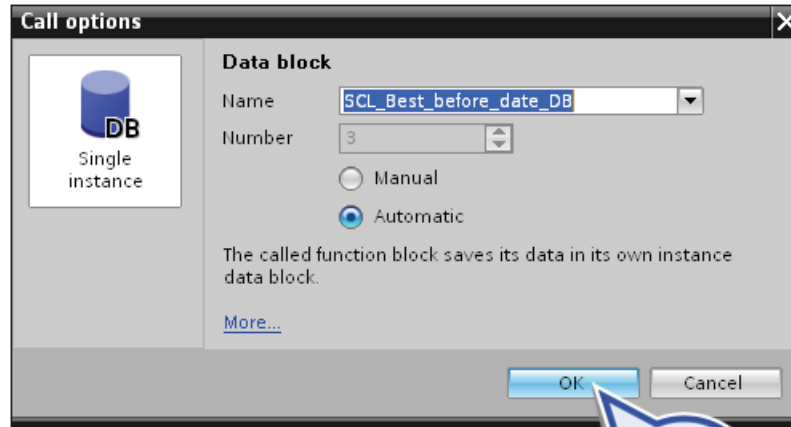 Call options
DB
Single
instance
Data block
Name SCL_Best_before_date_DB
Number 3
Manual
Automatic
The called function block saves its data in its own instance
data block.
More...
OK Cancel